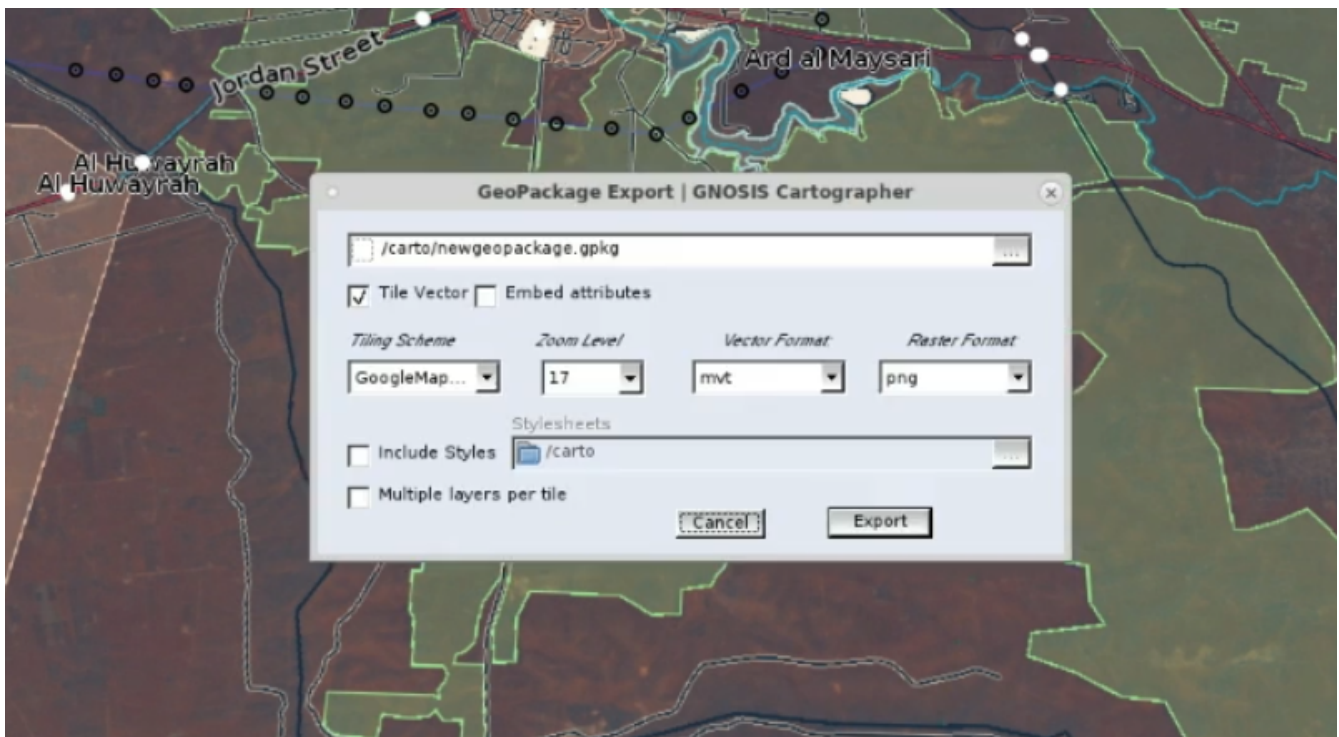 Jordan Street
Ard al Maysari
Al Huwayrah
Al Huwayrah
GeoPackage Export | GNOSIS Cartographer
/carto/newgeopackage.gpkg
...
Tile Vector Embed attributes
Tiling Scheme Zoom Level Vector Format Raster Format
GoogleMap... 17 mvt png
Stylesheets
Include Styles /carto ...
Multiple layers per tile
Cancel Export